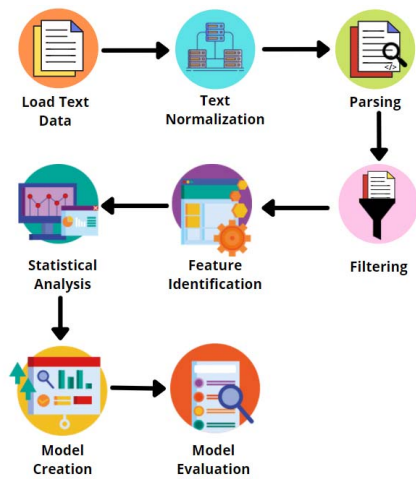 Load Text
Data
Text
Normalization
Parsing
</>
Statistical
Analysis
Feature
Identification
Filtering
Model
Creation
Model
Evaluation